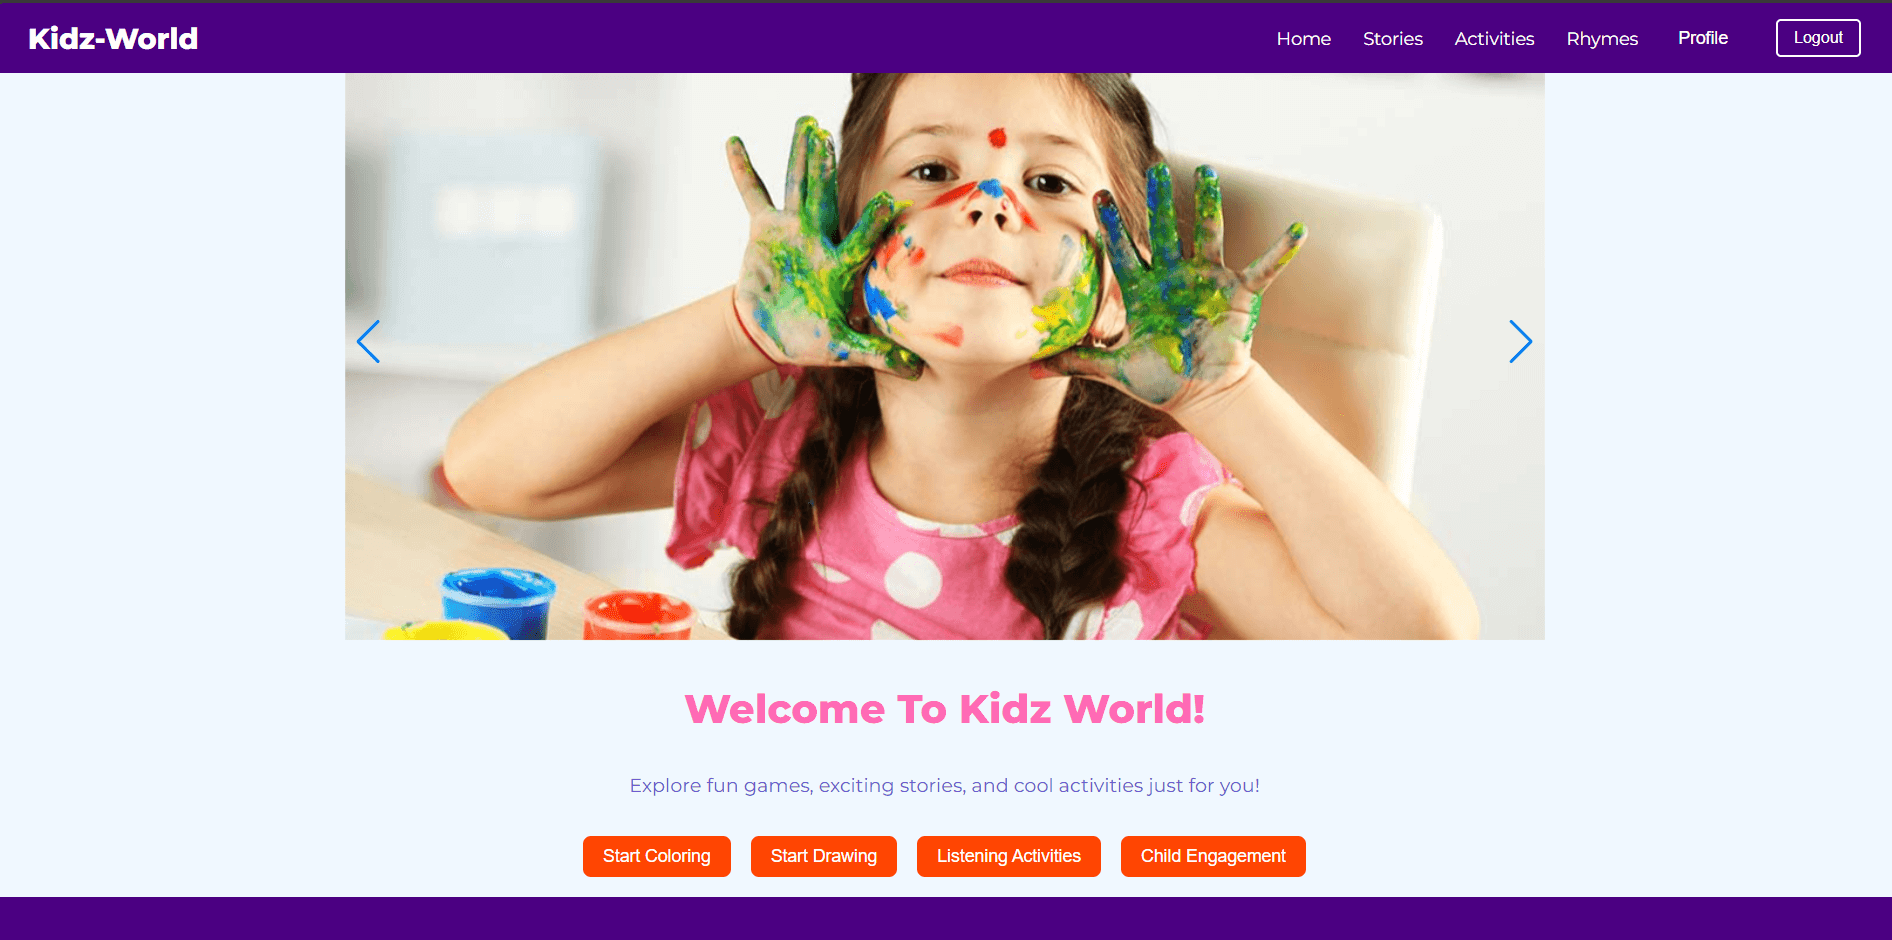 Kidz-World
Home Stories Activities Rhymes Profile Logout
Welcome To Kidz World!
Explore fun games, exciting stories, and cool activities just for you!
Start Coloring Start Drawing Listening Activities Child Engagement